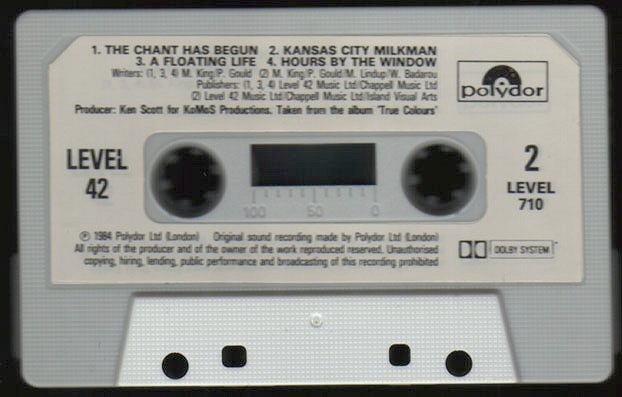 1. THE CHANT HAS BEGUN 2. KANSAS CITY MILKMAN
3. A FLOATING LIFE 4. HOURS BY THE WINDOW
Writers: (1, 3, 4) M. King/P. Gould (2) M. King/P. Gould/M. Lindup/W. Badarou
Publishers: (1, 3, 4) Level 42 Music Ltd/Chappell Music Ltd
(2) Level 42 Music Ltd/Chappell Music Ltd/Island Visual Arts
Producer: Ken Scott for KoMoS Productions. Taken from the album 'True Colours'
polydor
LEVEL
42
100 50 0
2
LEVEL
710
℗ 1984 Polydor Ltd (London) Original sound recording made by Polydor Ltd (London)
All rights of the producer and of the owner of the work reproduced reserved. Unauthorised
copying, hiring, lending, public performance and broadcasting of this recording prohibited
DOLBY SYSTEM